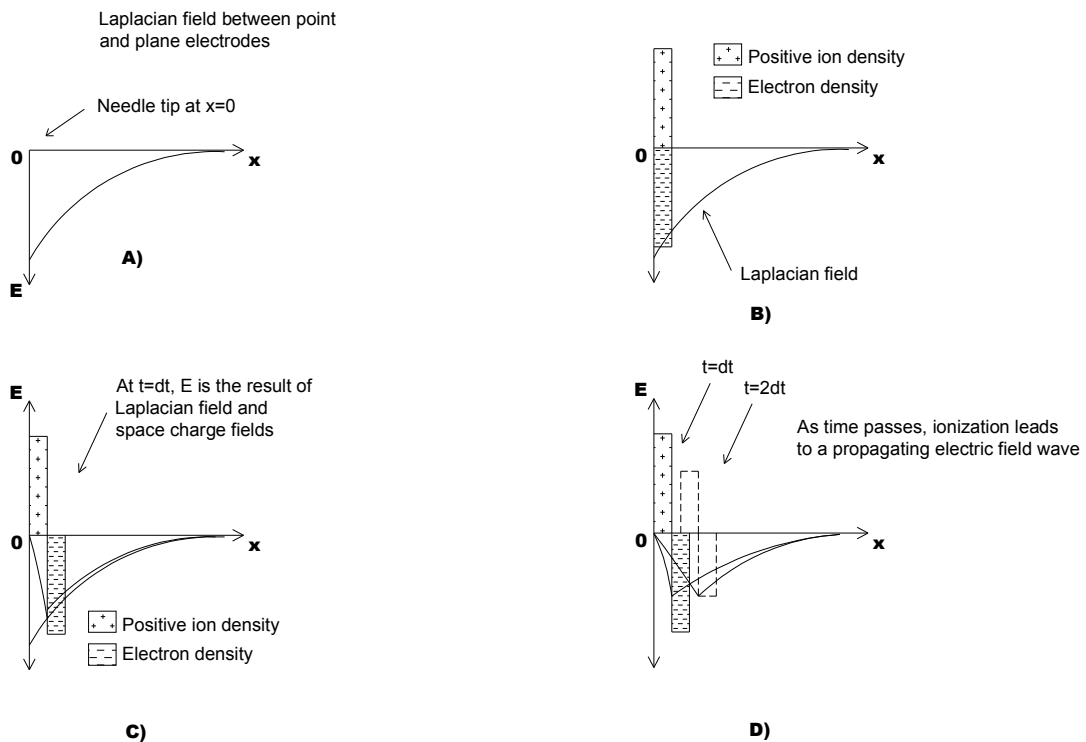 Laplacian field between point
and plane electrodes
Needle tip at x=0
0
x
A)
E
Positive ion density
Electron density
0
x
Laplacian field
B)
E
At t=dt, E is the result of
Laplacian field and
space charge fields
0
x
Positive ion density
Electron density
C)
t=dt
t=2dt
E
As time passes, ionization leads
to a propagating electric field wave
0
x
D)